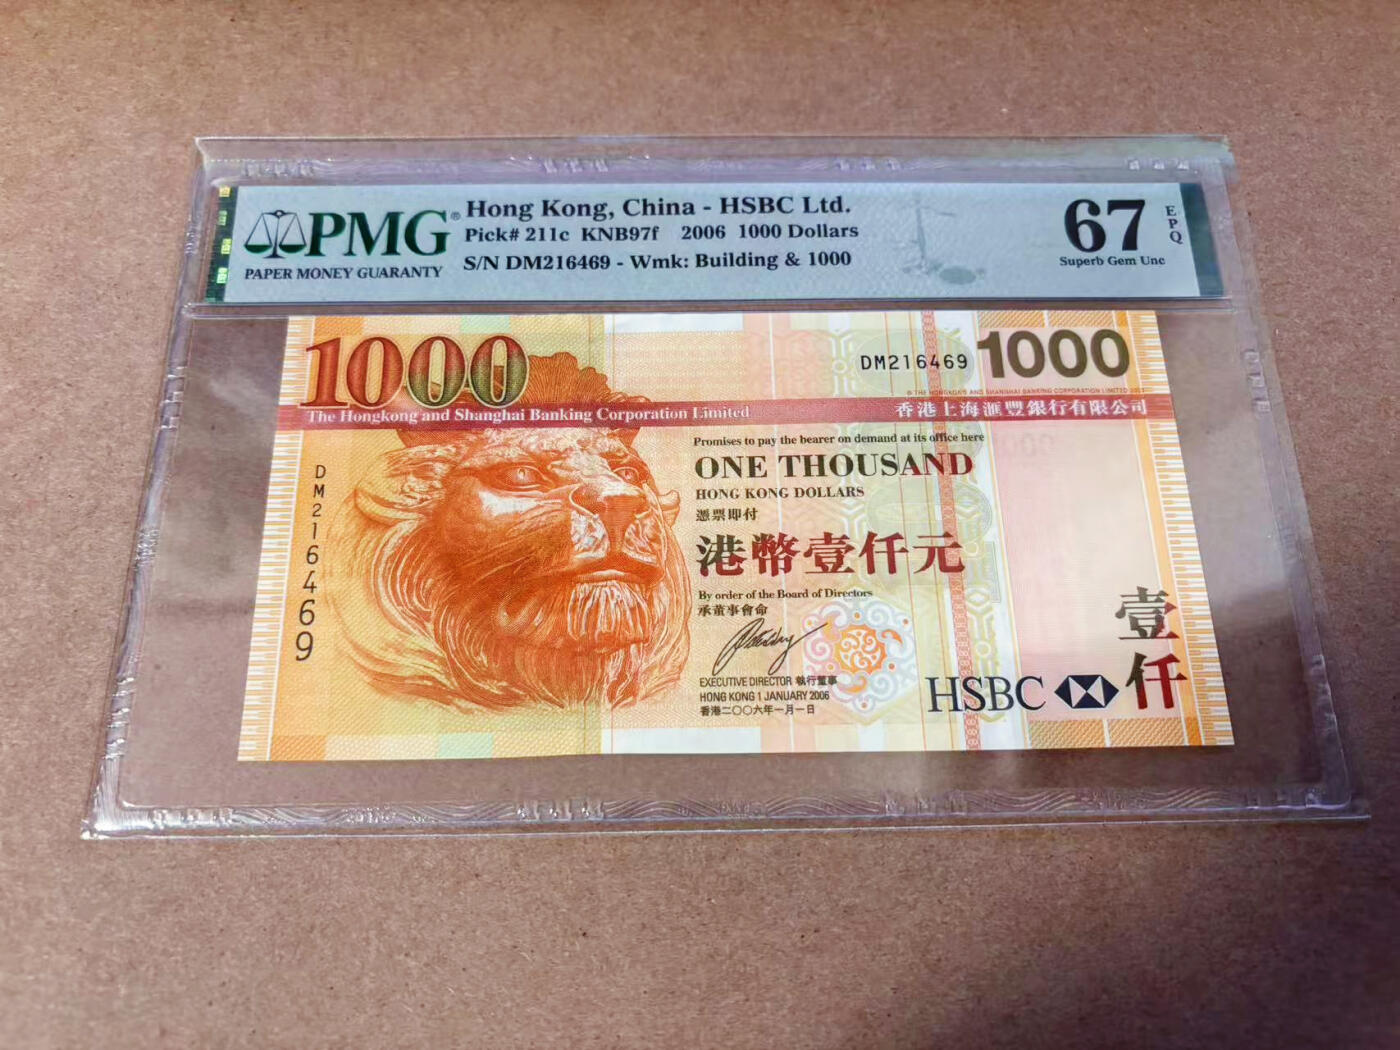 PMG®
PAPER MONEY GUARANTY
Hong Kong, China - HSBC Ltd.
Pick# 211c KNB97f 2006 1000 Dollars
S/N DM216469 - Wmk: Building & 1000
67
EPQ
Superb Gem Unc
1000
DM216469
1000
The Hongkong and Shanghai Banking Corporation Limited
香港上海滙豐銀行有限公司
DM216469
Promises to pay the bearer on demand at its office here
ONE THOUSAND
HONG KONG DOLLARS
憑票即付
港幣壹仟元
By order of the Board of Directors
承董事會命
EXECUTIVE DIRECTOR 執行董事
HONG KONG 1 JANUARY 2006
香港二〇〇六年一月一日
HSBC
壹仟